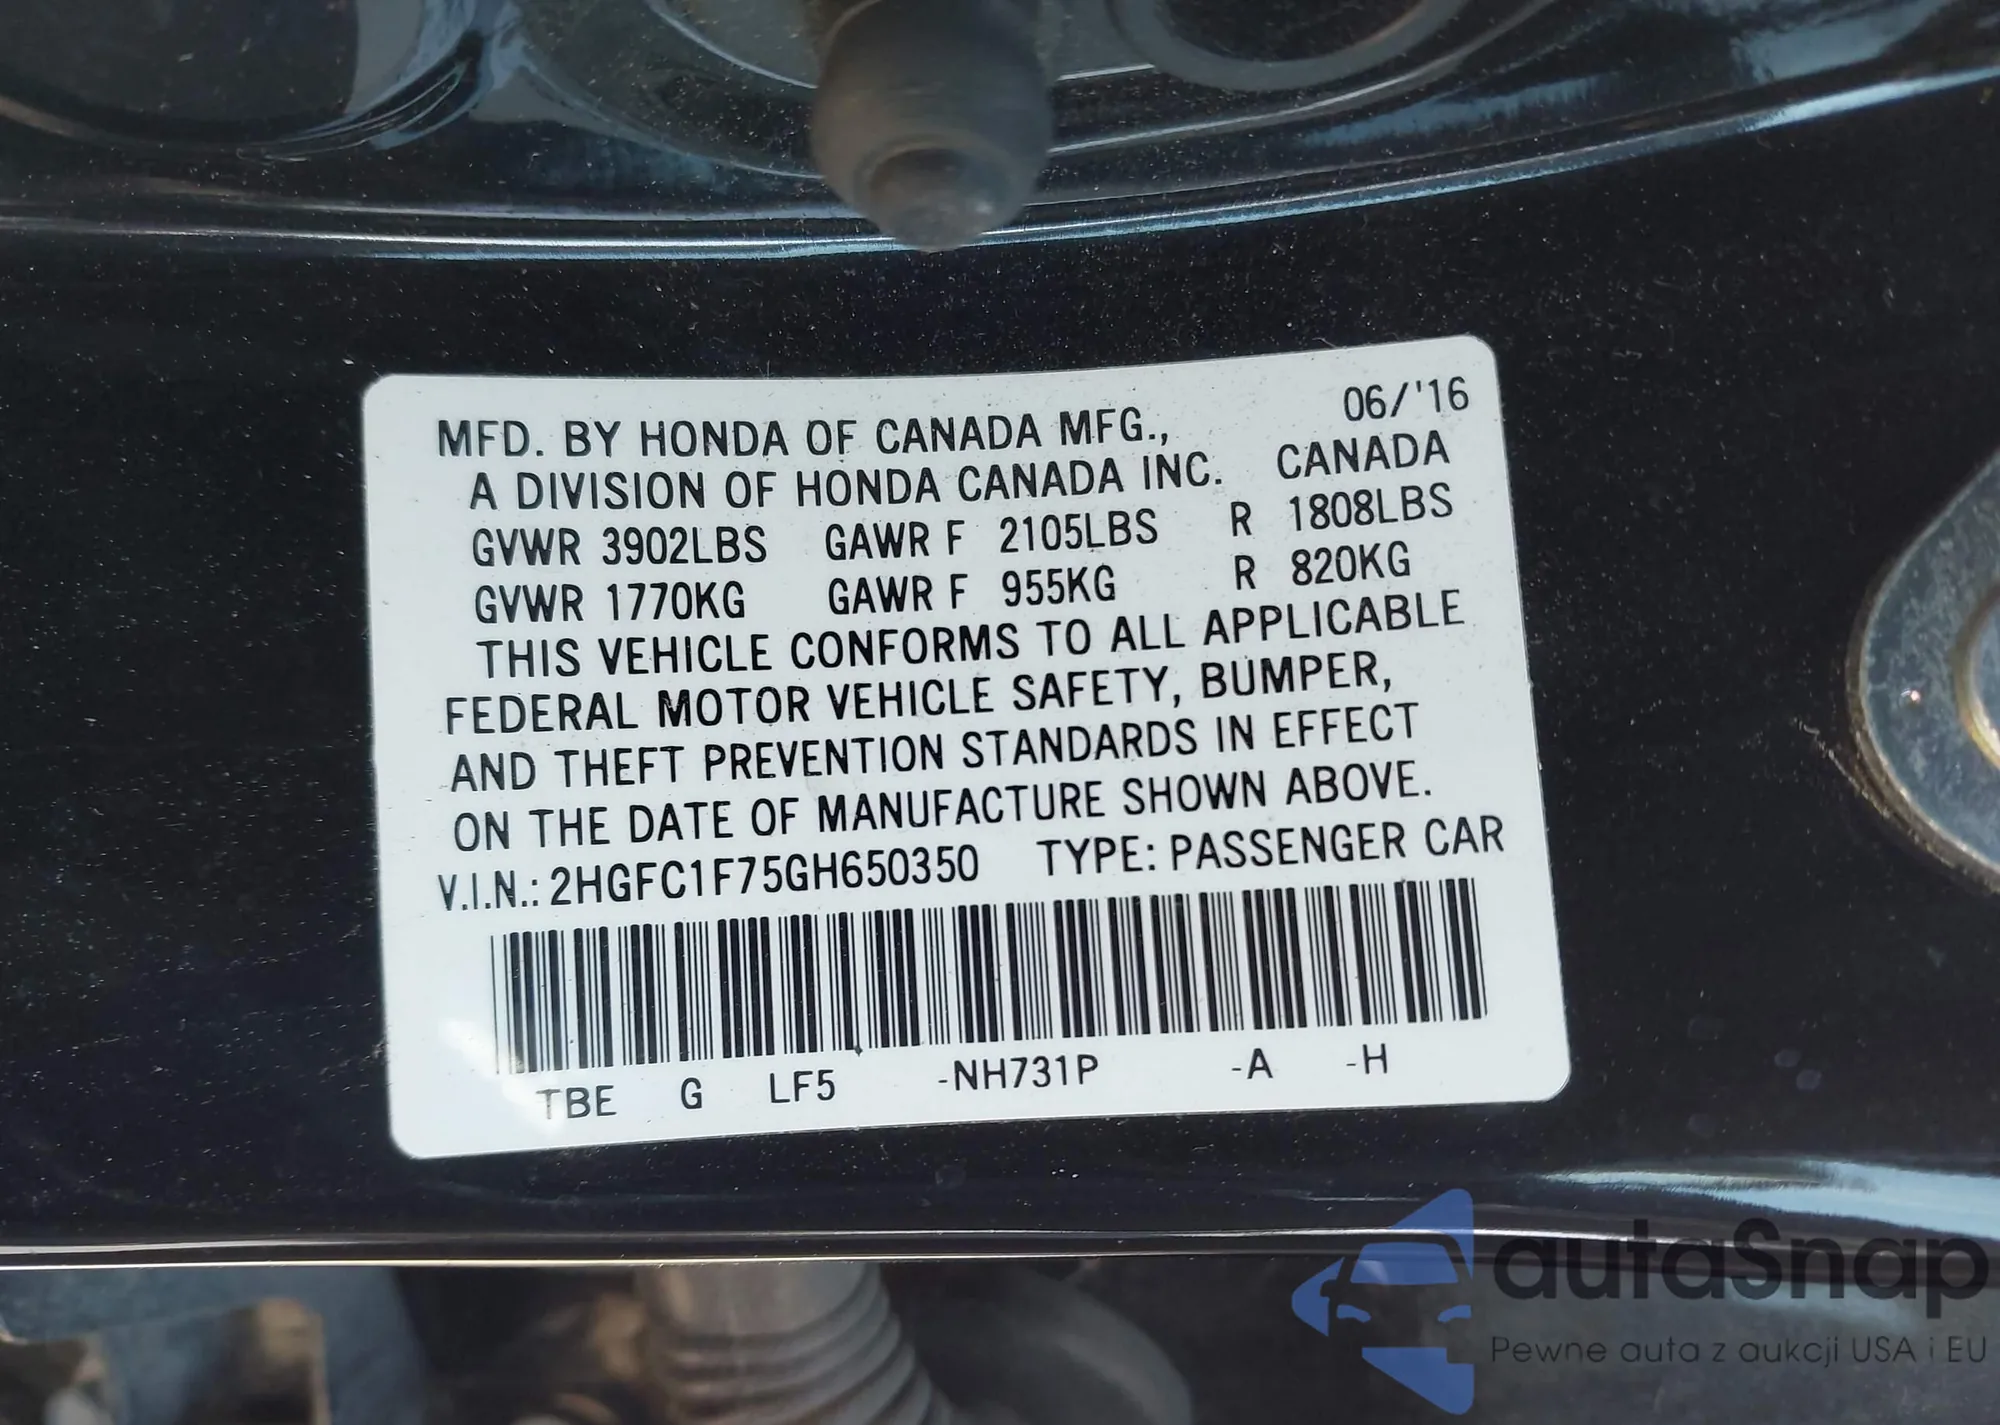 06/'16
MFD. BY HONDA OF CANADA MFG.,
A DIVISION OF HONDA CANADA INC. CANADA
GVWR 3902LBS GAWR F 2105LBS R 1808LBS
GVWR 1770KG GAWR F 955KG R 820KG
THIS VEHICLE CONFORMS TO ALL APPLICABLE
FEDERAL MOTOR VEHICLE SAFETY, BUMPER,
AND THEFT PREVENTION STANDARDS IN EFFECT
ON THE DATE OF MANUFACTURE SHOWN ABOVE.
V.I.N.: 2HGFC1F75GH650350 TYPE: PASSENGER CAR
TBE G LF5 -NH731P -A -H
autaSnap
Pewne auta z aukcji USA i EU